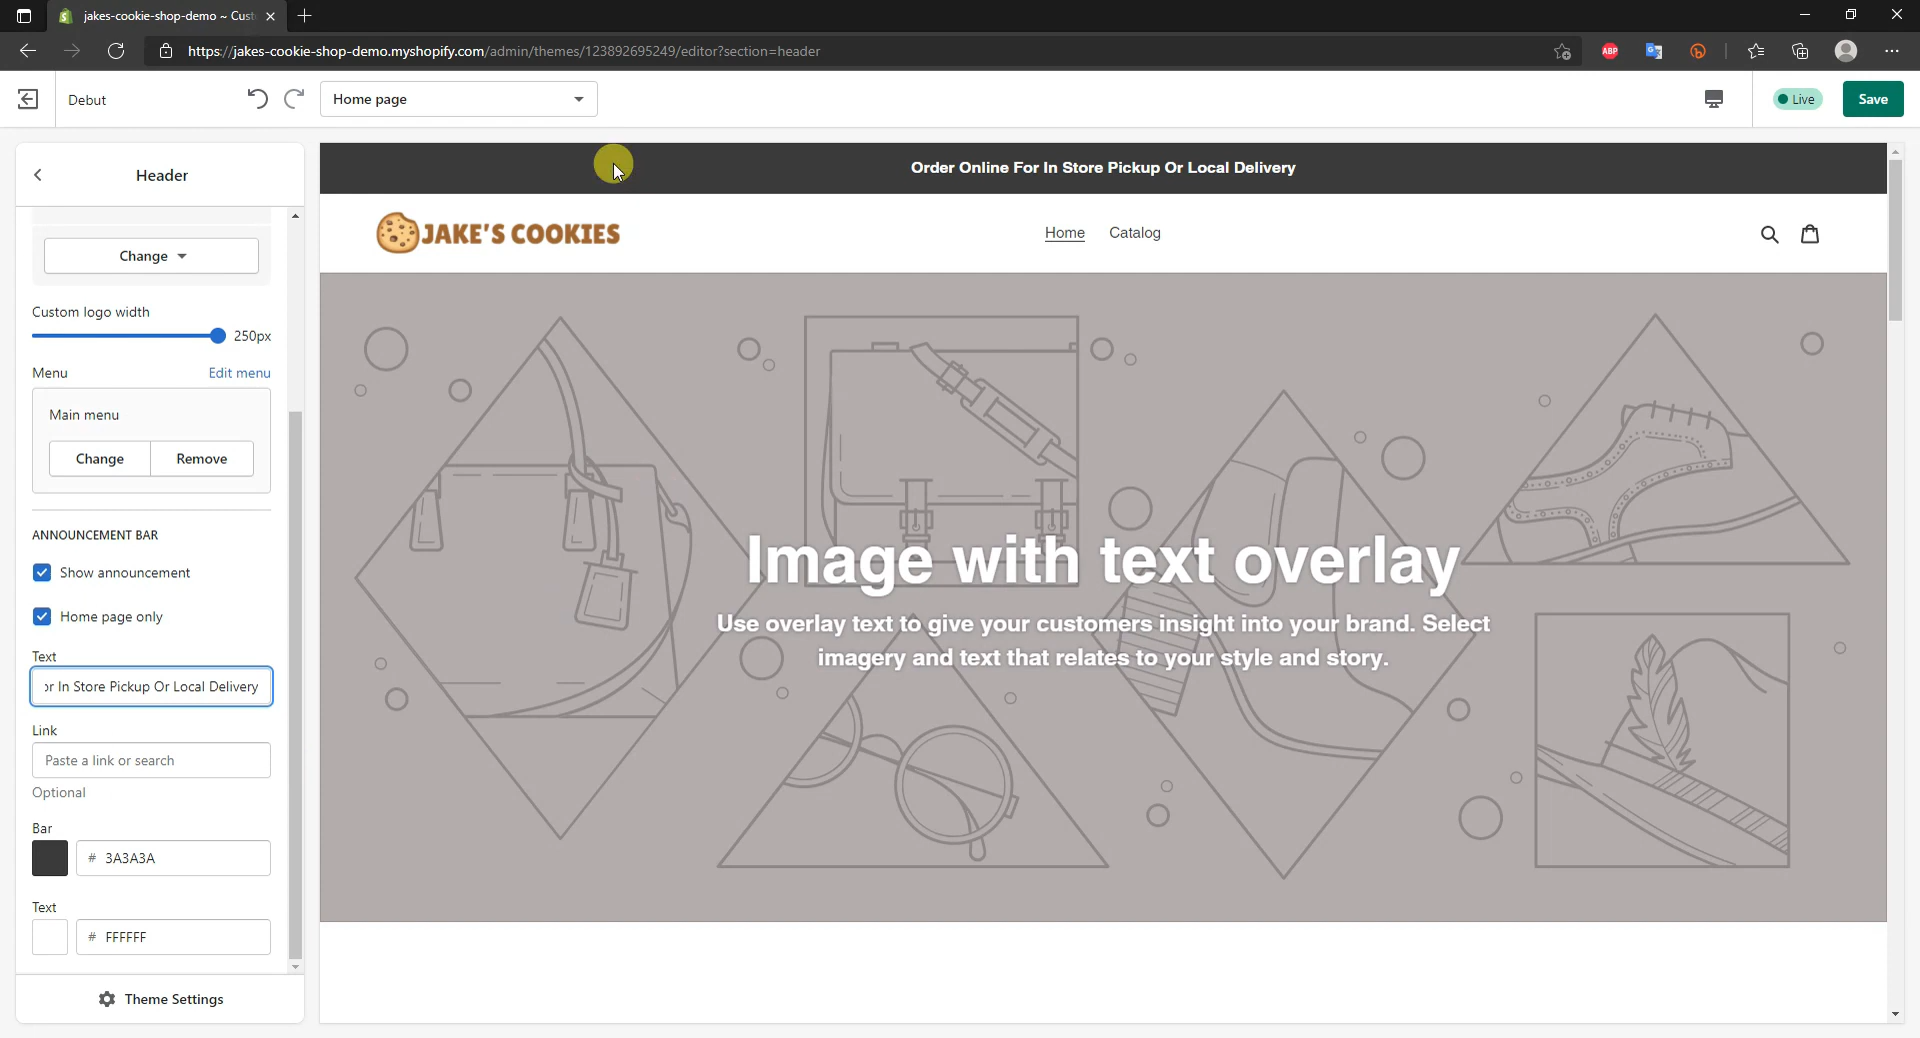 jakes-cookie-shop-demo ~ Cust
https://jakes-cookie-shop-demo.myshopify.com/admin/themes/123892695249/editor?section=header
ABP
Debut
Home page
Live
Save
Header
Change
Custom logo width
250px
Menu
Edit menu
Main menu
Change
Remove
ANNOUNCEMENT BAR
Show announcement
Home page only
Text
or In Store Pickup Or Local Delivery
Link
Paste a link or search
Optional
Bar
# 3A3A3A
Text
# FFFFFF
Theme Settings
Order Online For In Store Pickup Or Local Delivery
JAKE'S COOKIES
Home
Catalog
Image with text overlay
Use overlay text to give your customers insight into your brand. Select
imagery and text that relates to your style and story.